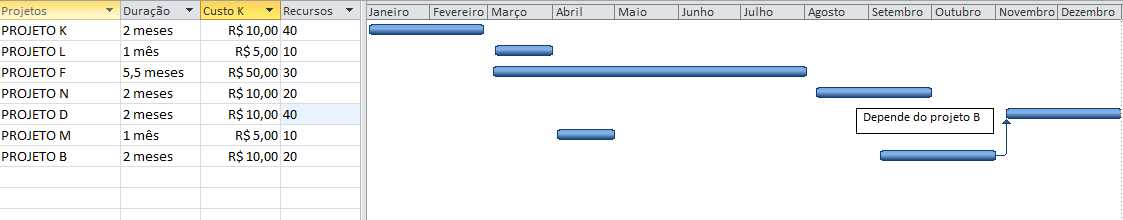 Projetos Duração Custo K Recursos Janeiro Fevereiro Março Abril Maio Junho Julho Agosto Setembro Outubro Novembro Dezembro
PROJETO K 2 meses R$ 10,00 40
PROJETO L 1 mês R$ 5,00 10
PROJETO F 5,5 meses R$ 50,00 30
PROJETO N 2 meses R$ 10,00 20
PROJETO D 2 meses R$ 10,00 40 Depende do projeto B
PROJETO M 1 mês R$ 5,00 10
PROJETO B 2 meses R$ 10,00 20